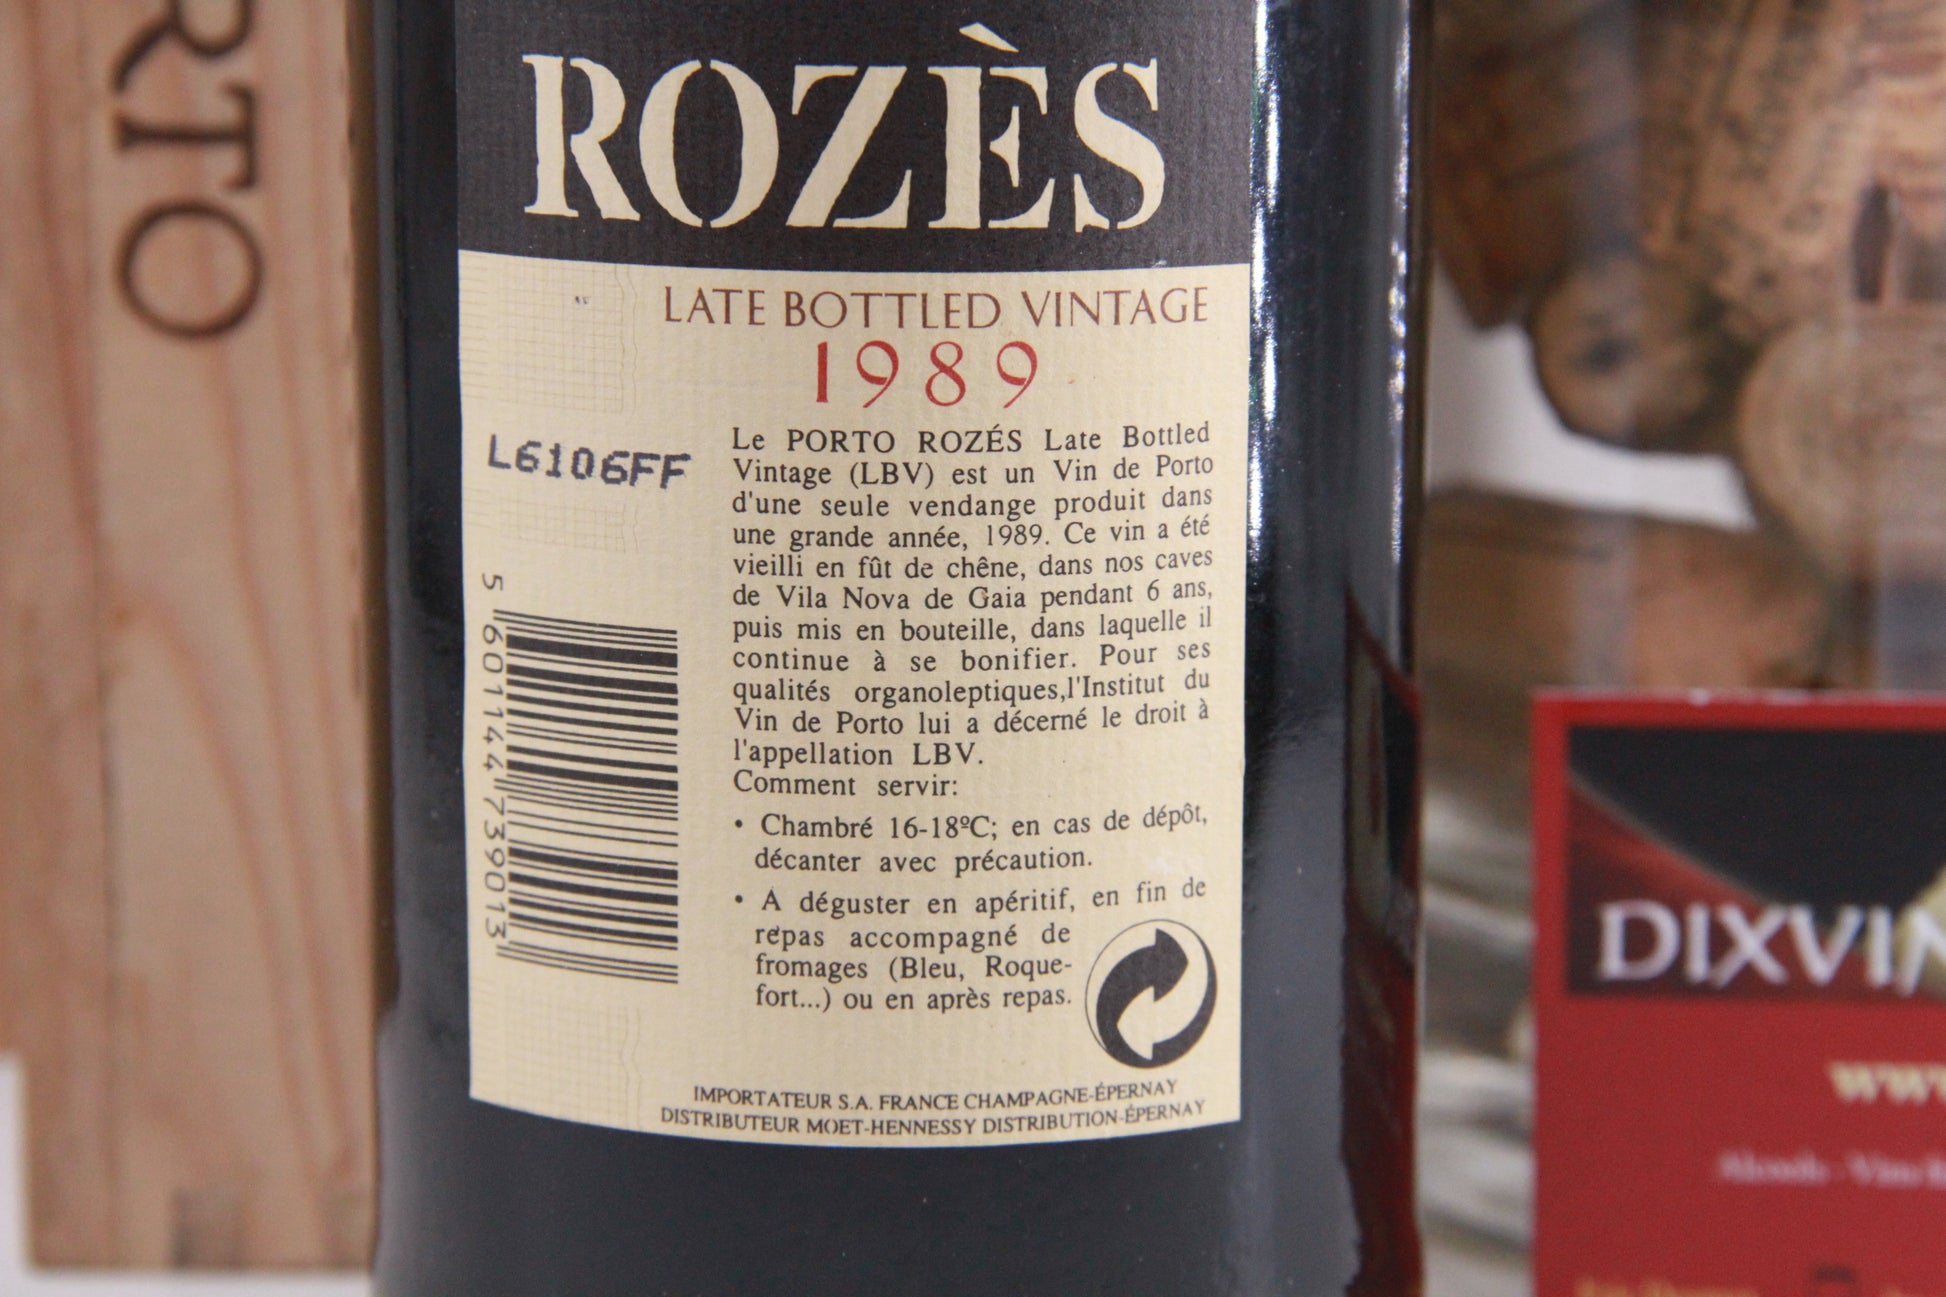 RTO
ROZÈS
LATE BOTTLED VINTAGE
1989
L6106FF
Le PORTO ROZÉS Late Bottled
Vintage (LBV) est un Vin de Porto
d'une seule vendange produit dans
une grande année, 1989. Ce vin a été
vieilli en fût de chêne, dans nos caves
de Vila Nova de Gaia pendant 6 ans,
puis mis en bouteille, dans laquelle il
continue à se bonifier. Pour ses
qualités organoleptiques,l'Institut du
Vin de Porto lui a décerné le droit à
l'appellation LBV.
Comment servir:
• Chambré 16-18ºC; en cas de dépôt,
décanter avec précaution.
• A déguster en apéritif, en fin de
repas accompagné de
fromages (Bleu, Roque-
fort...) ou en après repas.
5 601144 739013
IMPORTATEUR S.A. FRANCE CHAMPAGNE-ÉPERNAY
DISTRIBUTEUR MOET-HENNESSY DISTRIBUTION-ÉPERNAY
DIXVIN
www